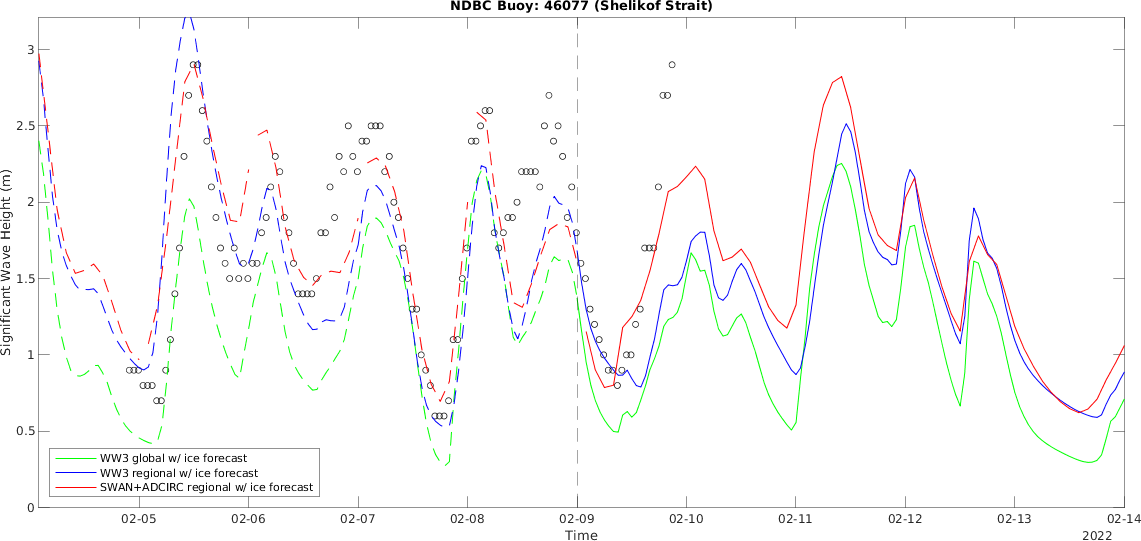 NDBC Buoy: 46077 (Shelikof Strait)
Significant Wave Height (m)
3
2.5
2
1.5
1
0.5
0
WW3 global w/ ice forecast
WW3 regional w/ ice forecast
SWAN+ADCIRC regional w/ ice forecast
02-05 02-06 02-07 02-08 02-09 02-10 02-11 02-12 02-13 02-14
Time
2022